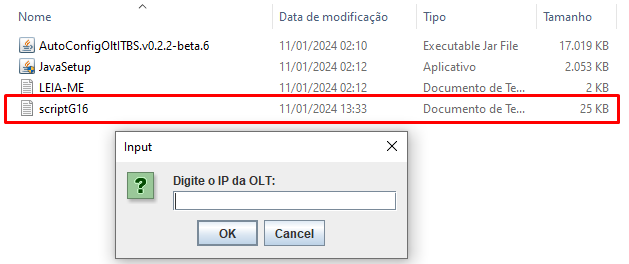 Nome Data de modificação Tipo Tamanho
AutoConfigOltITBS.v0.2.2-beta.6 11/01/2024 02:10 Executable Jar File 17.019 KB
JavaSetup 11/01/2024 02:12 Aplicativo 2.053 KB
LEIA-ME 11/01/2024 02:12 Documento de Te... 2 KB
scriptG16 11/01/2024 13:33 Documento de Te... 25 KB
Input
Digite o IP da OLT:
OK Cancel